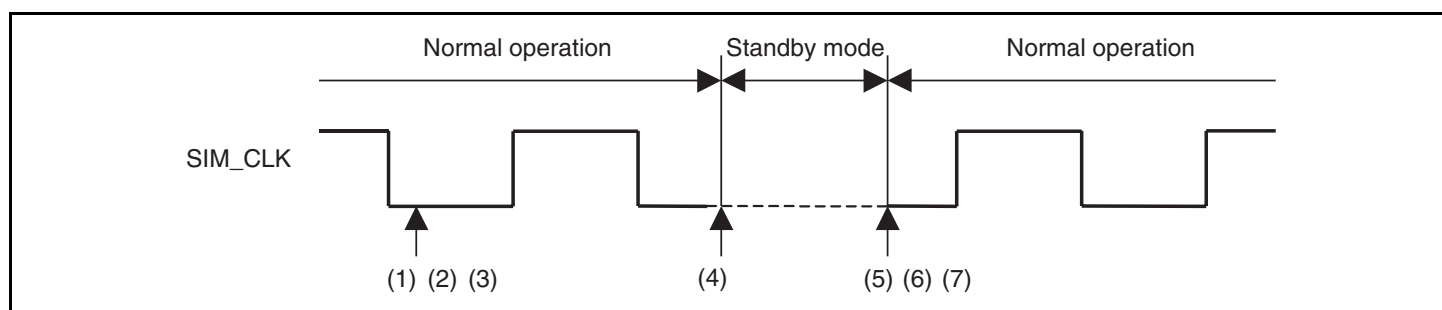 Normal operation Standby mode Normal operation
SIM_CLK
(1) (2) (3) (4) (5) (6) (7)